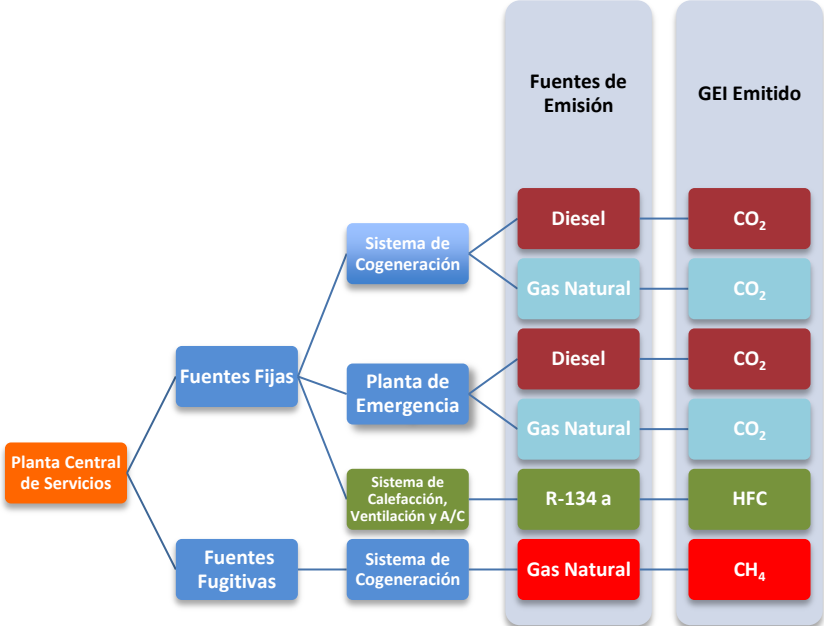 Fuentes de
Emisión
GEI Emitido
Planta Central
de Servicios
Fuentes Fijas
Sistema de
Cogeneración
Diesel
CO₂
Gas Natural
CO₂
Planta de
Emergencia
Diesel
CO₂
Gas Natural
CO₂
Sistema de
Calefacción,
Ventilación y A/C
R-134 a
HFC
Fuentes
Fugitivas
Sistema de
Cogeneración
Gas Natural
CH₄